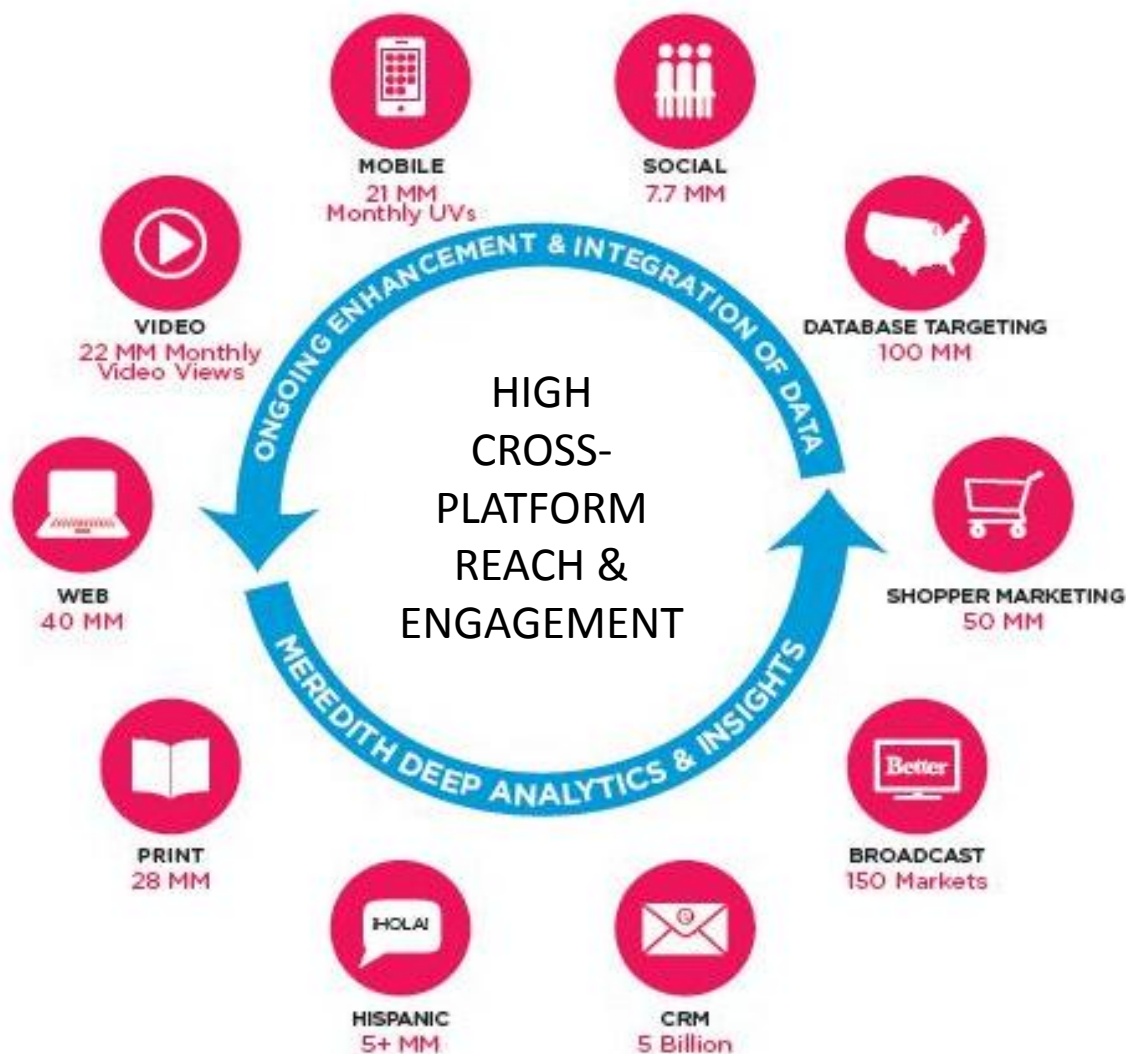 MOBILE
21 MM
Monthly UVs
SOCIAL
7.7 MM
DATABASE TARGETING
100 MM
SHOPPER MARKETING
50 MM
Better
BROADCAST
150 Markets
CRM
5 Billion
¡HOLA!
HISPANIC
5+ MM
PRINT
28 MM
WEB
40 MM
VIDEO
22 MM Monthly
Video Views
ONGOING ENHANCEMENT & INTEGRATION OF DATA
MEREDITH DEEP ANALYTICS & INSIGHTS
HIGH
CROSS-
PLATFORM
REACH &
ENGAGEMENT